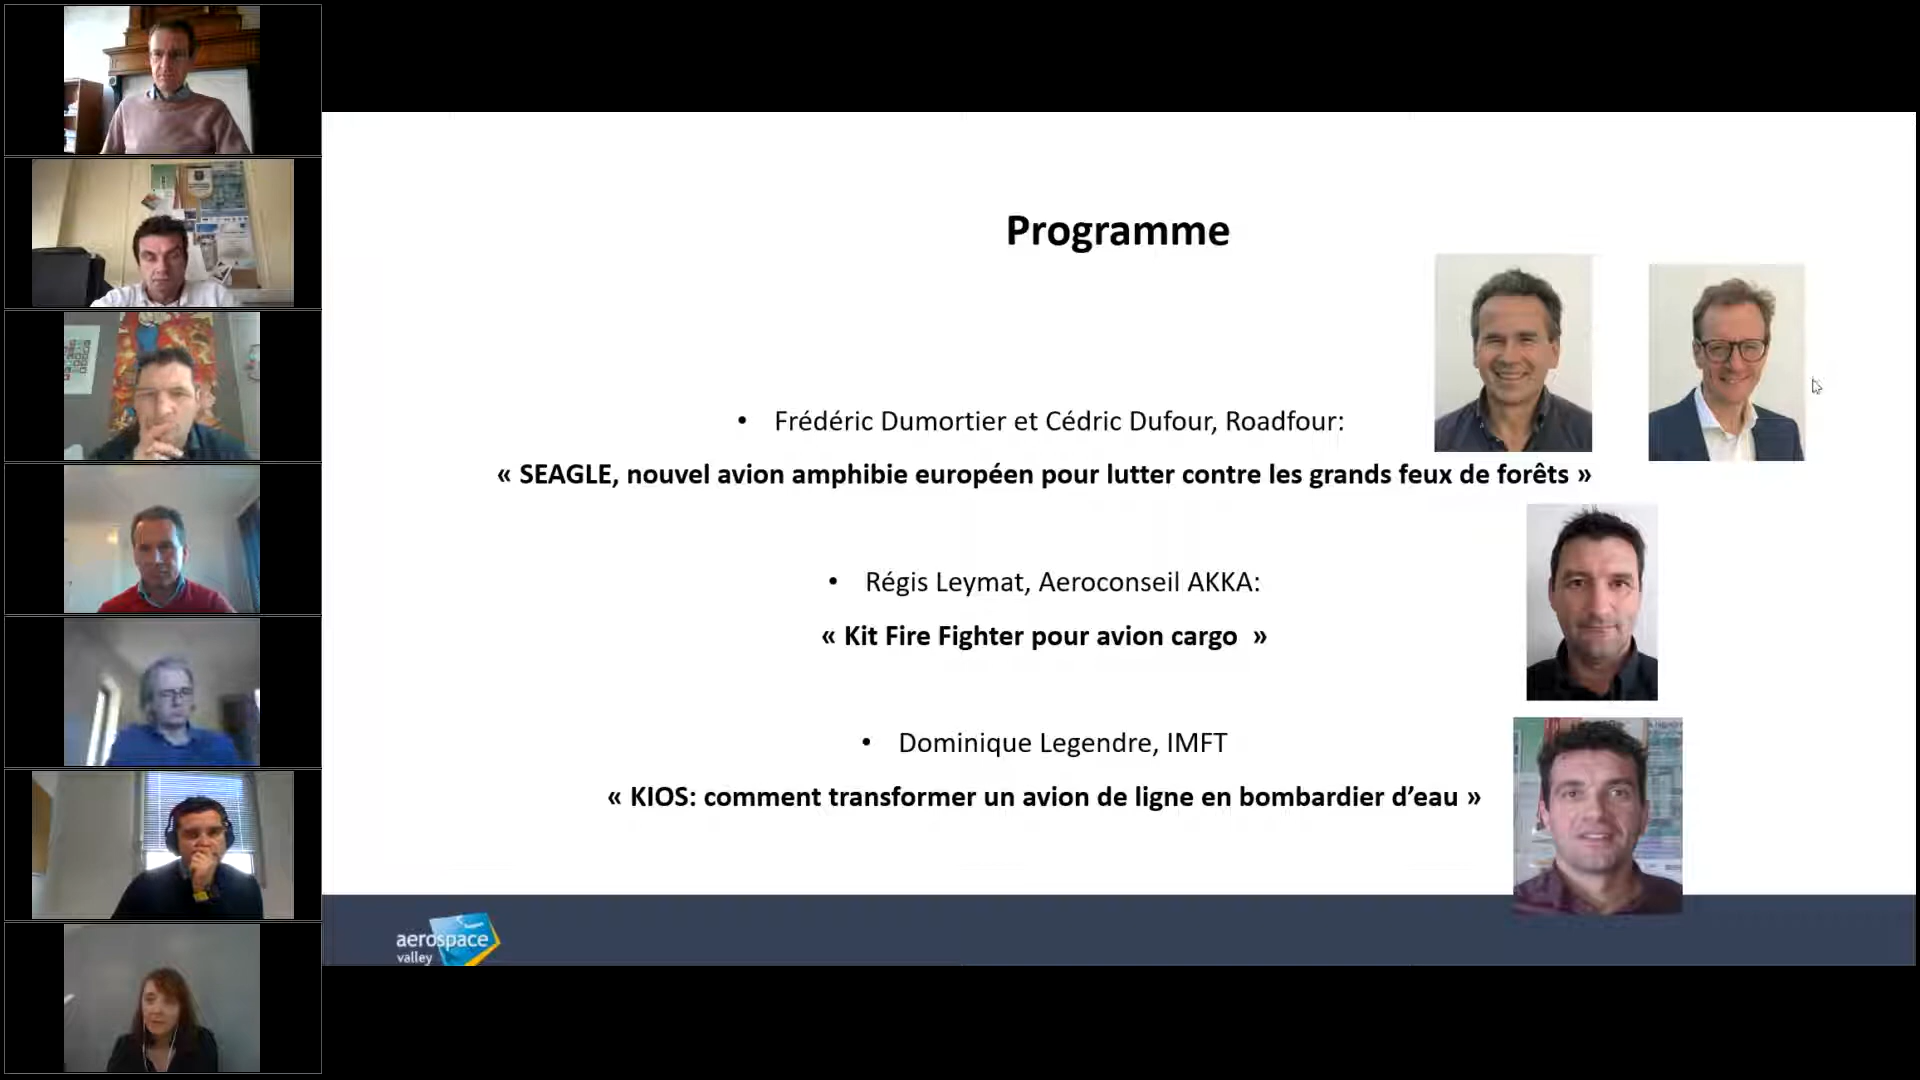 Programme
• Frédéric Dumortier et Cédric Dufour, Roadfour:
« SEAGLE, nouvel avion amphibie européen pour lutter contre les grands feux de forêts »
• Régis Leymat, Aeroconseil AKKA:
« Kit Fire Fighter pour avion cargo  »
• Dominique Legendre, IMFT
« KIOS: comment transformer un avion de ligne en bombardier d’eau »
aerospace
valley